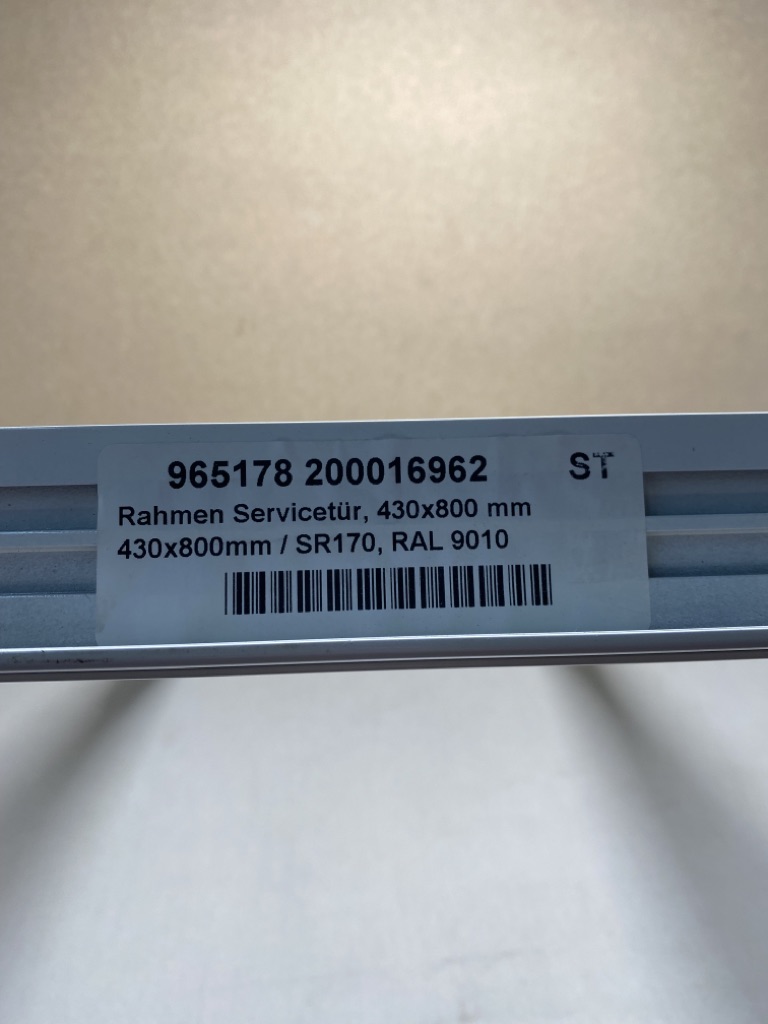 965178 200016962 ST
Rahmen Servicetür, 430x800 mm
430x800mm / SR170, RAL 9010